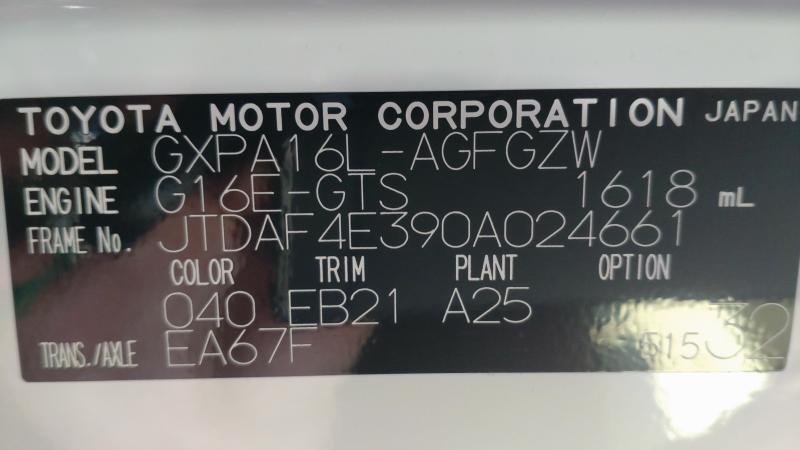 TOYOTA MOTOR CORPORATION JAPAN
MODEL GXPA16L-AGFGZW
ENGINE G16E-GTS 1618 mL
FRAME No. JTDAF4E390A024661
COLOR TRIM PLANT OPTION
040 EB21 A25
TRANS./AXLE EA67F 51532